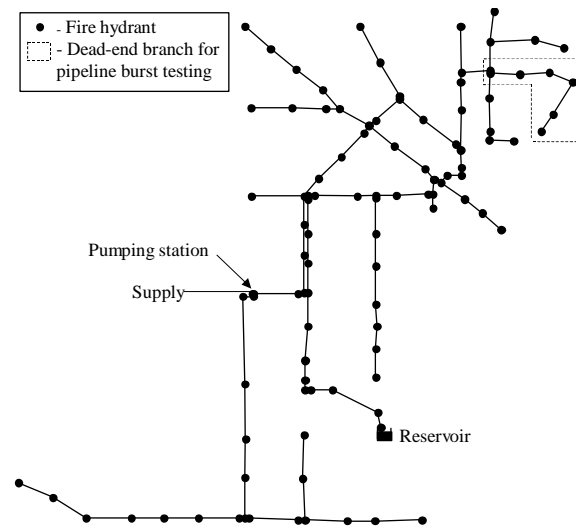 - Fire hydrant
- Dead-end branch for
pipeline burst testing
Pumping station
Supply
Reservoir